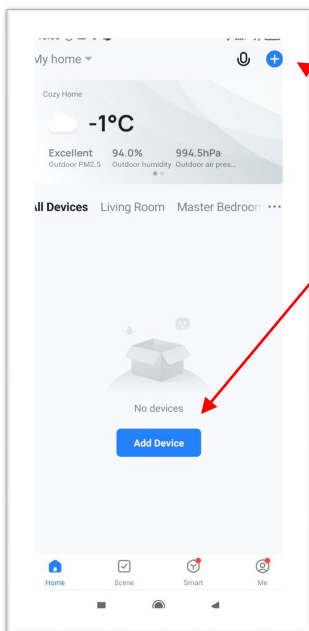 My home
Cozy Home
-1°C
Excellent 94.0% 994.5hPa
Outdoor PM2.5 Outdoor humidity Outdoor air pres...
All Devices Living Room Master Bedroom
No devices
Add Device
Home Scene Smart Me